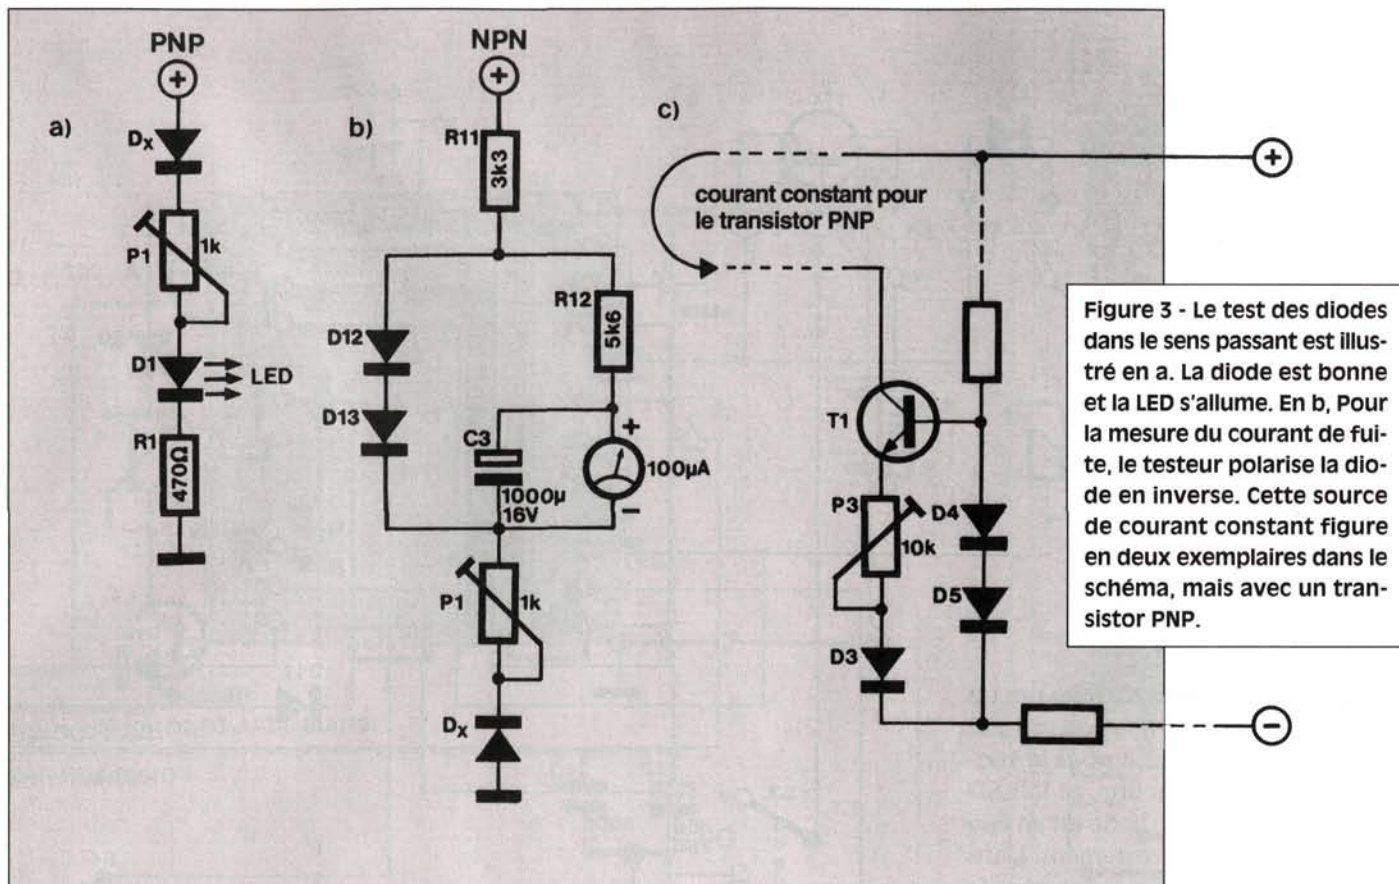 PNP
+
a)
Dx
P1
1k
D1
LED
R1
470Ω
NPN
+
b)
R11
3k3
D12
D13
R12
5k6
C3
1000µ
16V
+
100µA
−
P1
1k
Dx
c)
courant constant pour
le transistor PNP
+
T1
P3
10k
D4
D5
D3
−
Figure 3 - Le test des diodes
dans le sens passant est illus-
tré en a. La diode est bonne
et la LED s'allume. En b, Pour
la mesure du courant de fui-
te, le testeur polarise la dio-
de en inverse. Cette source
de courant constant figure
en deux exemplaires dans le
schéma, mais avec un tran-
sistor PNP.